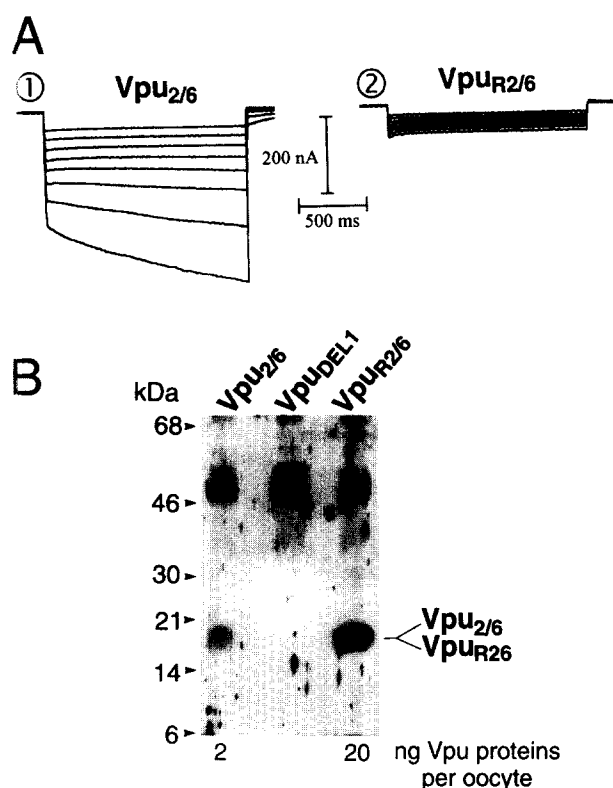 A
① Vpu2/6
② VpuR2/6
200 nA
500 ms
B
kDa
Vpu2/6
VpuDEL1
VpuR2/6
68
46
30
21
14
6
Vpu2/6
VpuR26
2 20 ng Vpu proteins
per oocyte